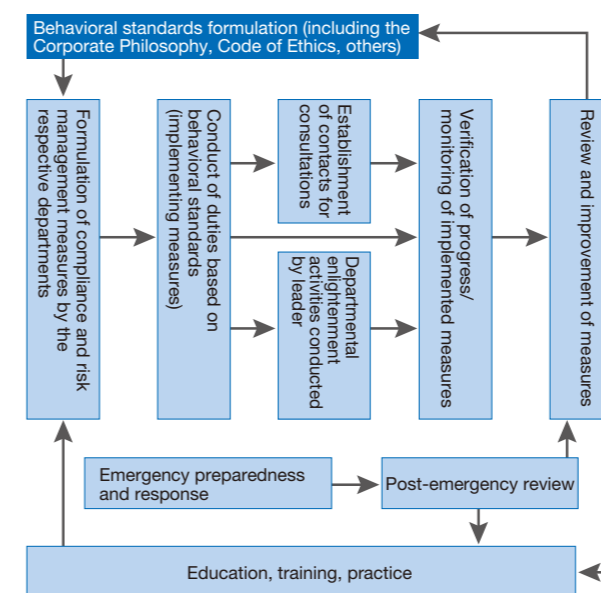 Behavioral standards formulation (including the
Corporate Philosophy, Code of Ethics, others)
Formulation of compliance and risk
management measures by the
respective departments
Conduct of duties based on
behavioral standards
(implementing measures)
Establishment
of contacts for
consultations
Departmental
enlightenment
activities conducted
by leader
Verification of progress/
monitoring of implemented measures
Review and improvement of measures
Emergency preparedness
and response
Post-emergency review
Education, training, practice